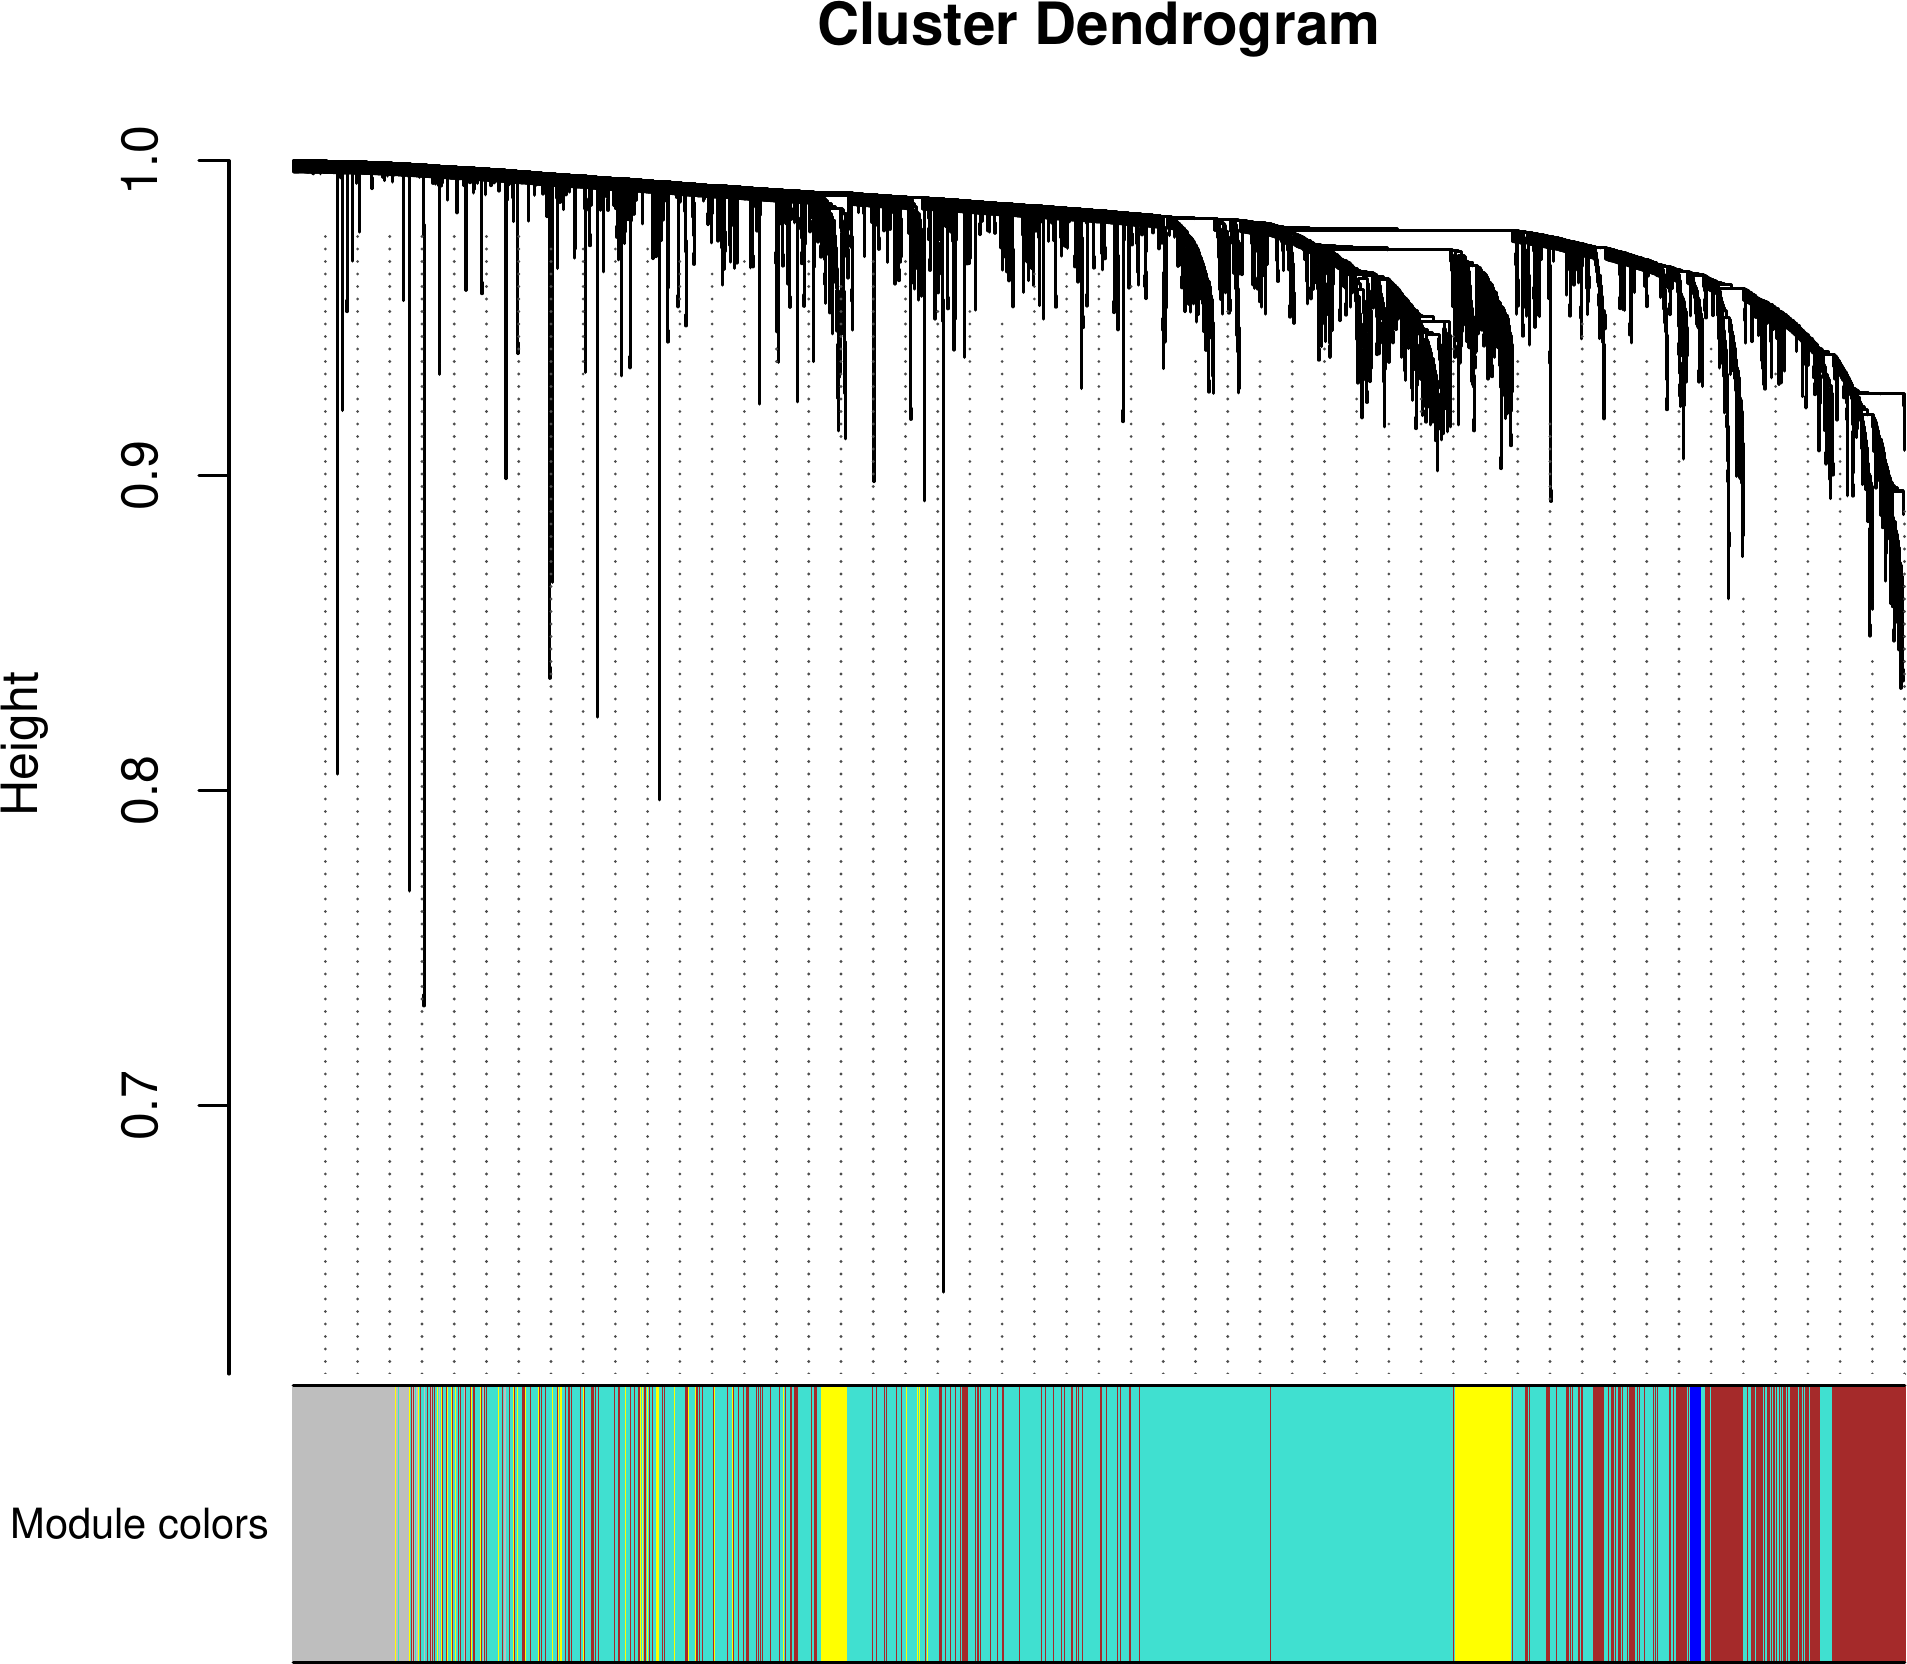 Cluster Dendrogram
1.0
0.9
0.8
0.7
Height
Module colors